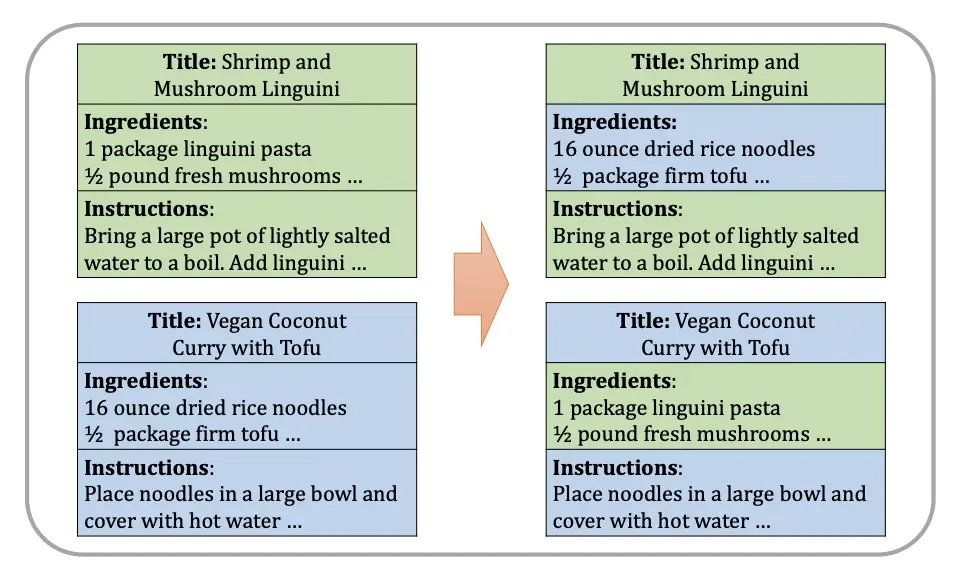 Title: Shrimp and
Mushroom Linguini
Ingredients:
1 package linguini pasta
½ pound fresh mushrooms ...
Instructions:
Bring a large pot of lightly salted
water to a boil. Add linguini ...
Title: Vegan Coconut
Curry with Tofu
Ingredients:
16 ounce dried rice noodles
½ package firm tofu ...
Instructions:
Place noodles in a large bowl and
cover with hot water ...
Title: Shrimp and
Mushroom Linguini
Ingredients:
16 ounce dried rice noodles
½ package firm tofu ...
Instructions:
Bring a large pot of lightly salted
water to a boil. Add linguini ...
Title: Vegan Coconut
Curry with Tofu
Ingredients:
1 package linguini pasta
½ pound fresh mushrooms ...
Instructions:
Place noodles in a large bowl and
cover with hot water ...